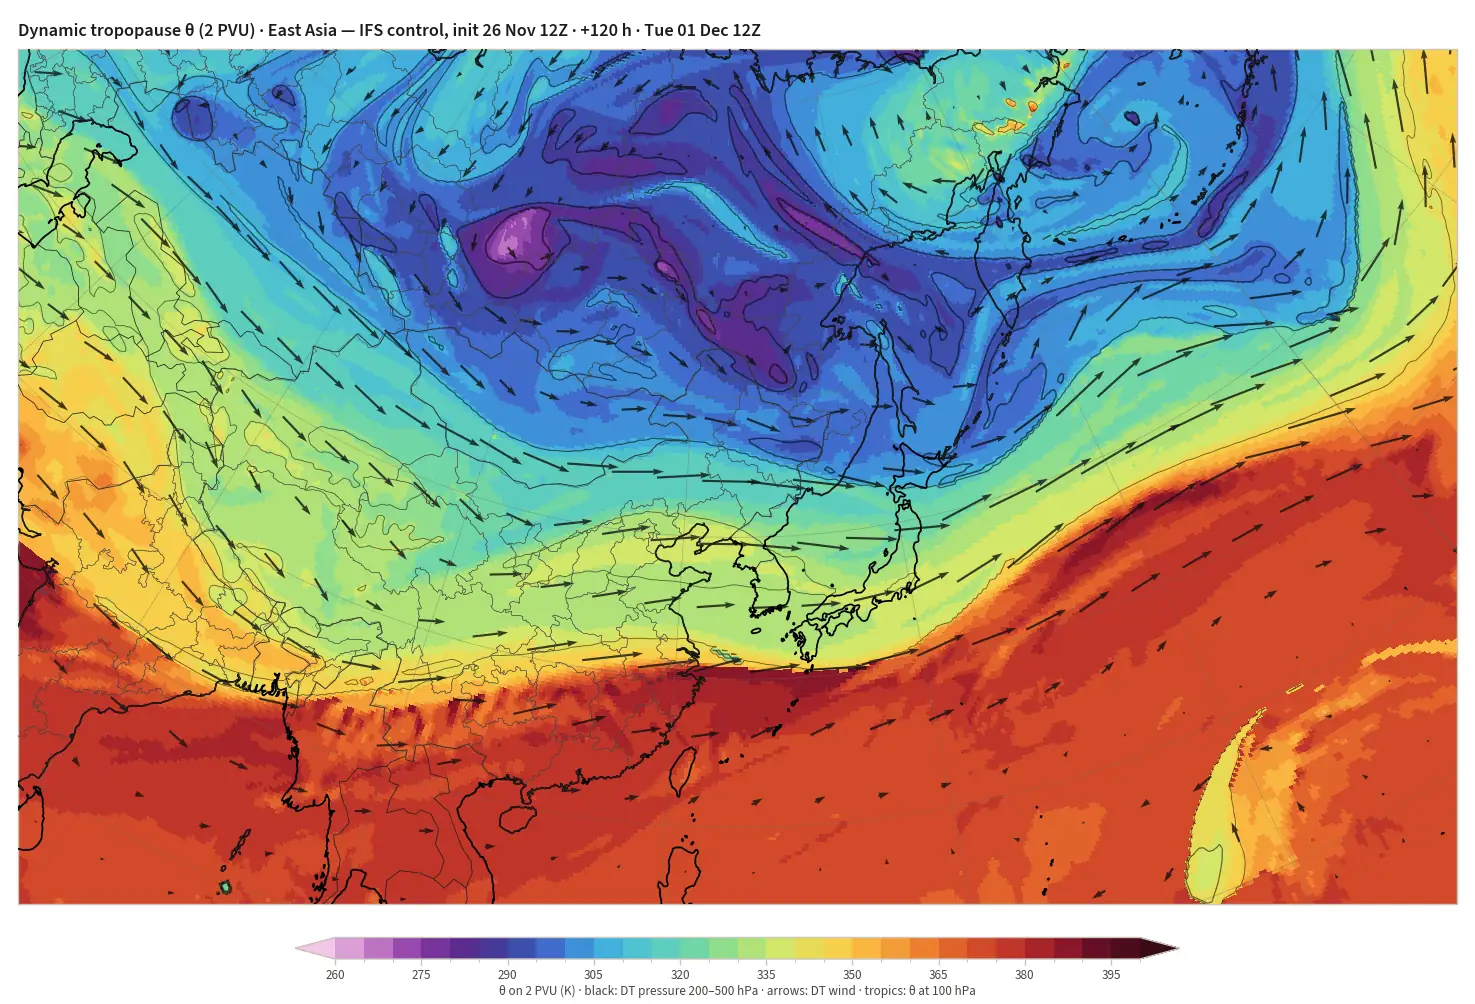 Dynamic tropopause θ (2 PVU) · East Asia — IFS control, init 26 Nov 12Z · +120 h · Tue 01 Dec 12Z
260 275 290 305 320 335 350 365 380 395
θ on 2 PVU (K) · black: DT pressure 200–500 hPa · arrows: DT wind · tropics: θ at 100 hPa